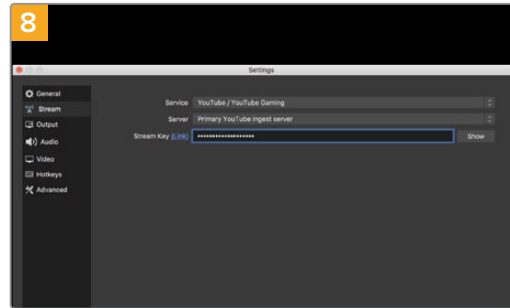 8
Settings
General
Stream
Output
Audio
Video
Hotkeys
Advanced
Service YouTube / YouTube Gaming
Server Primary YouTube ingest server
Stream Key (Link) ••••••••••••••••••• Show